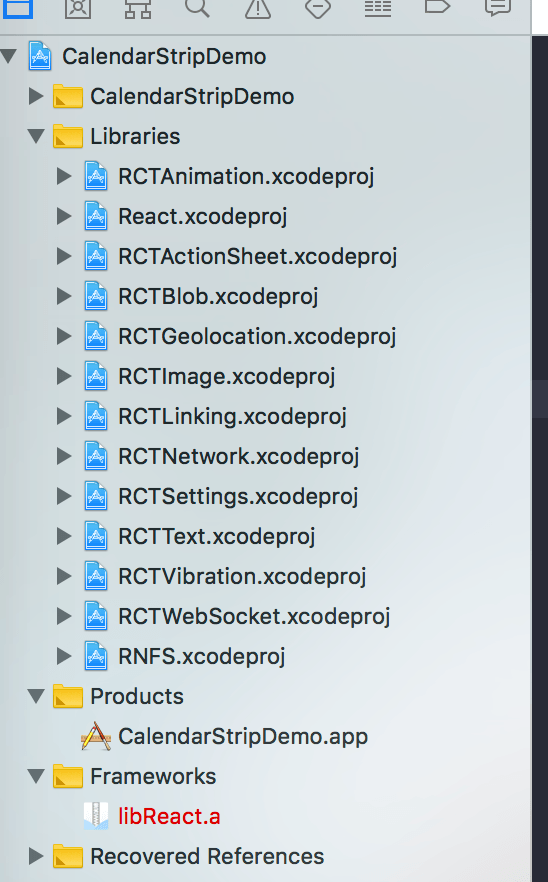 CalendarStripDemo
CalendarStripDemo
Libraries
RCTAnimation.xcodeproj
React.xcodeproj
RCTActionSheet.xcodeproj
RCTBlob.xcodeproj
RCTGeolocation.xcodeproj
RCTImage.xcodeproj
RCTLinking.xcodeproj
RCTNetwork.xcodeproj
RCTSettings.xcodeproj
RCTText.xcodeproj
RCTVibration.xcodeproj
RCTWebSocket.xcodeproj
RNFS.xcodeproj
Products
CalendarStripDemo.app
Frameworks
libReact.a
Recovered References